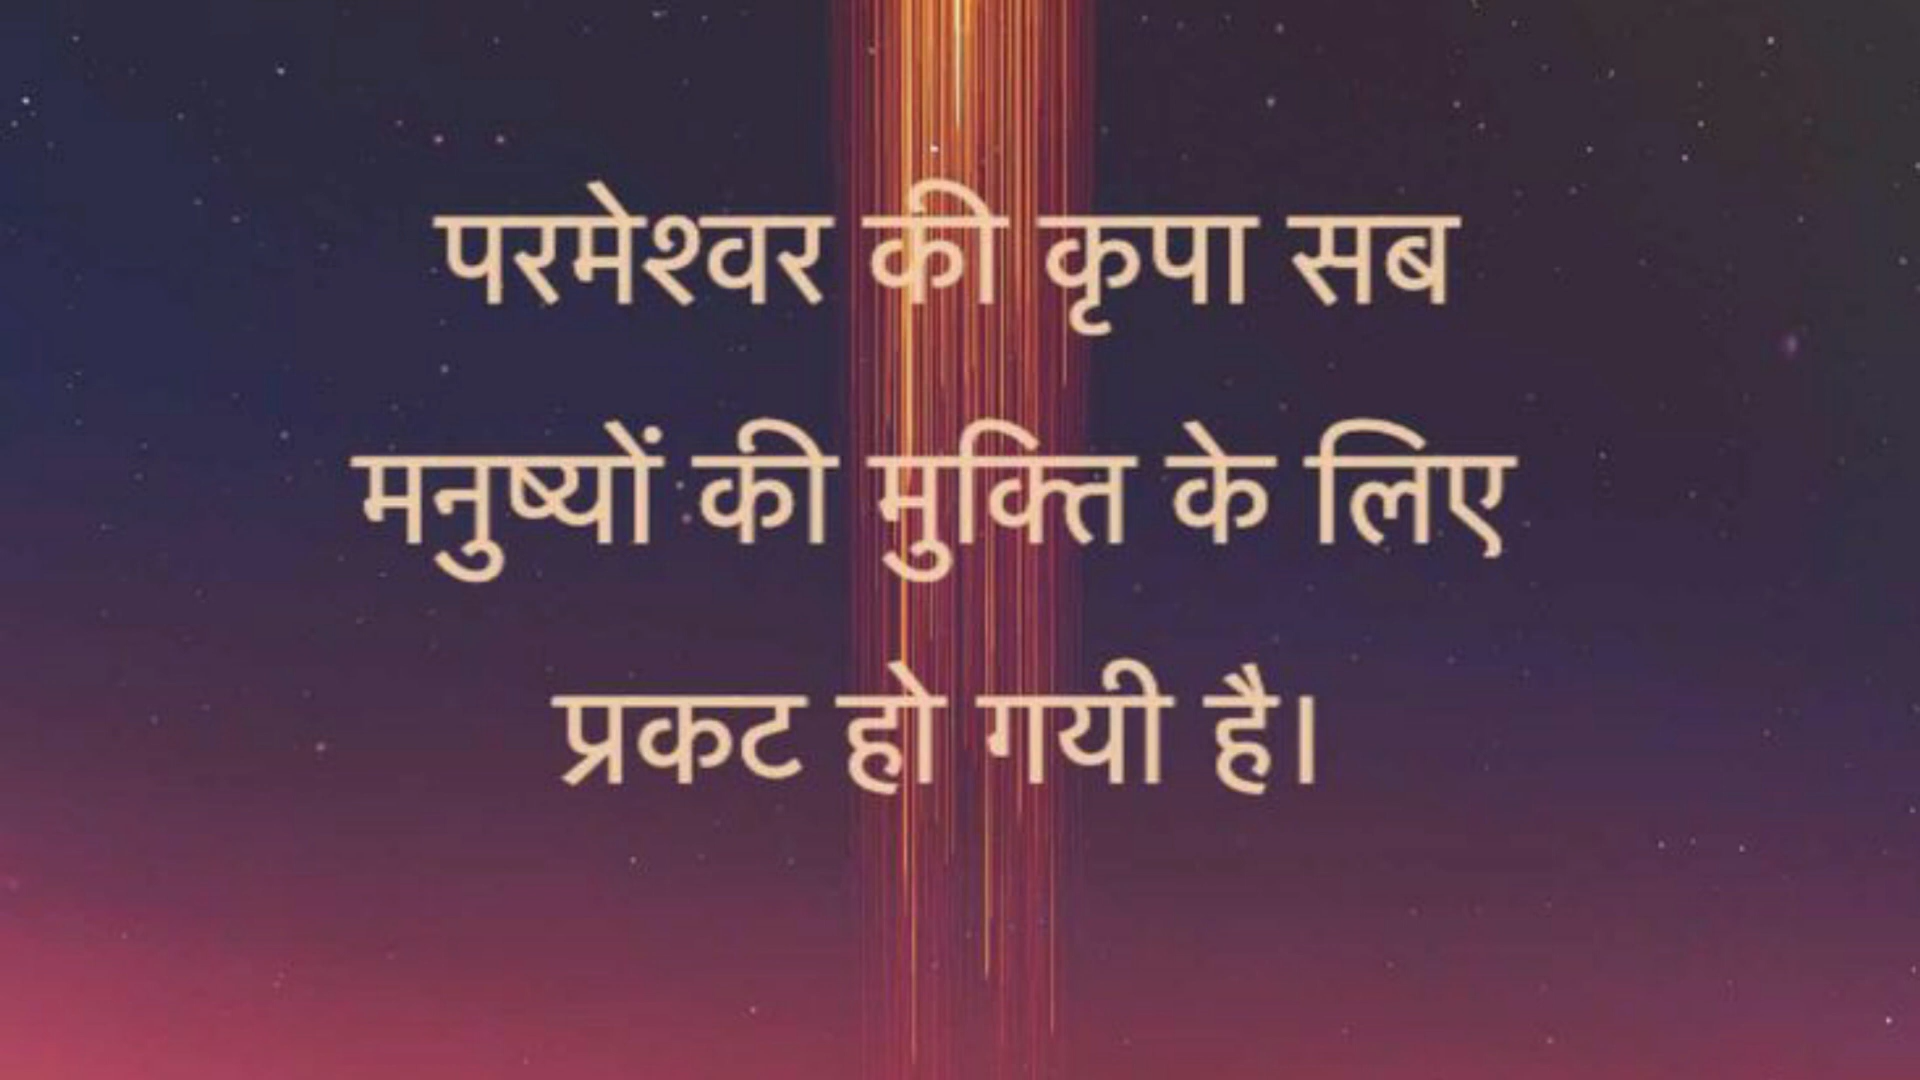 परमेश्वर की कृपा सब
मनुष्यों की मुक्ति के लिए
प्रकट हो गयी है।